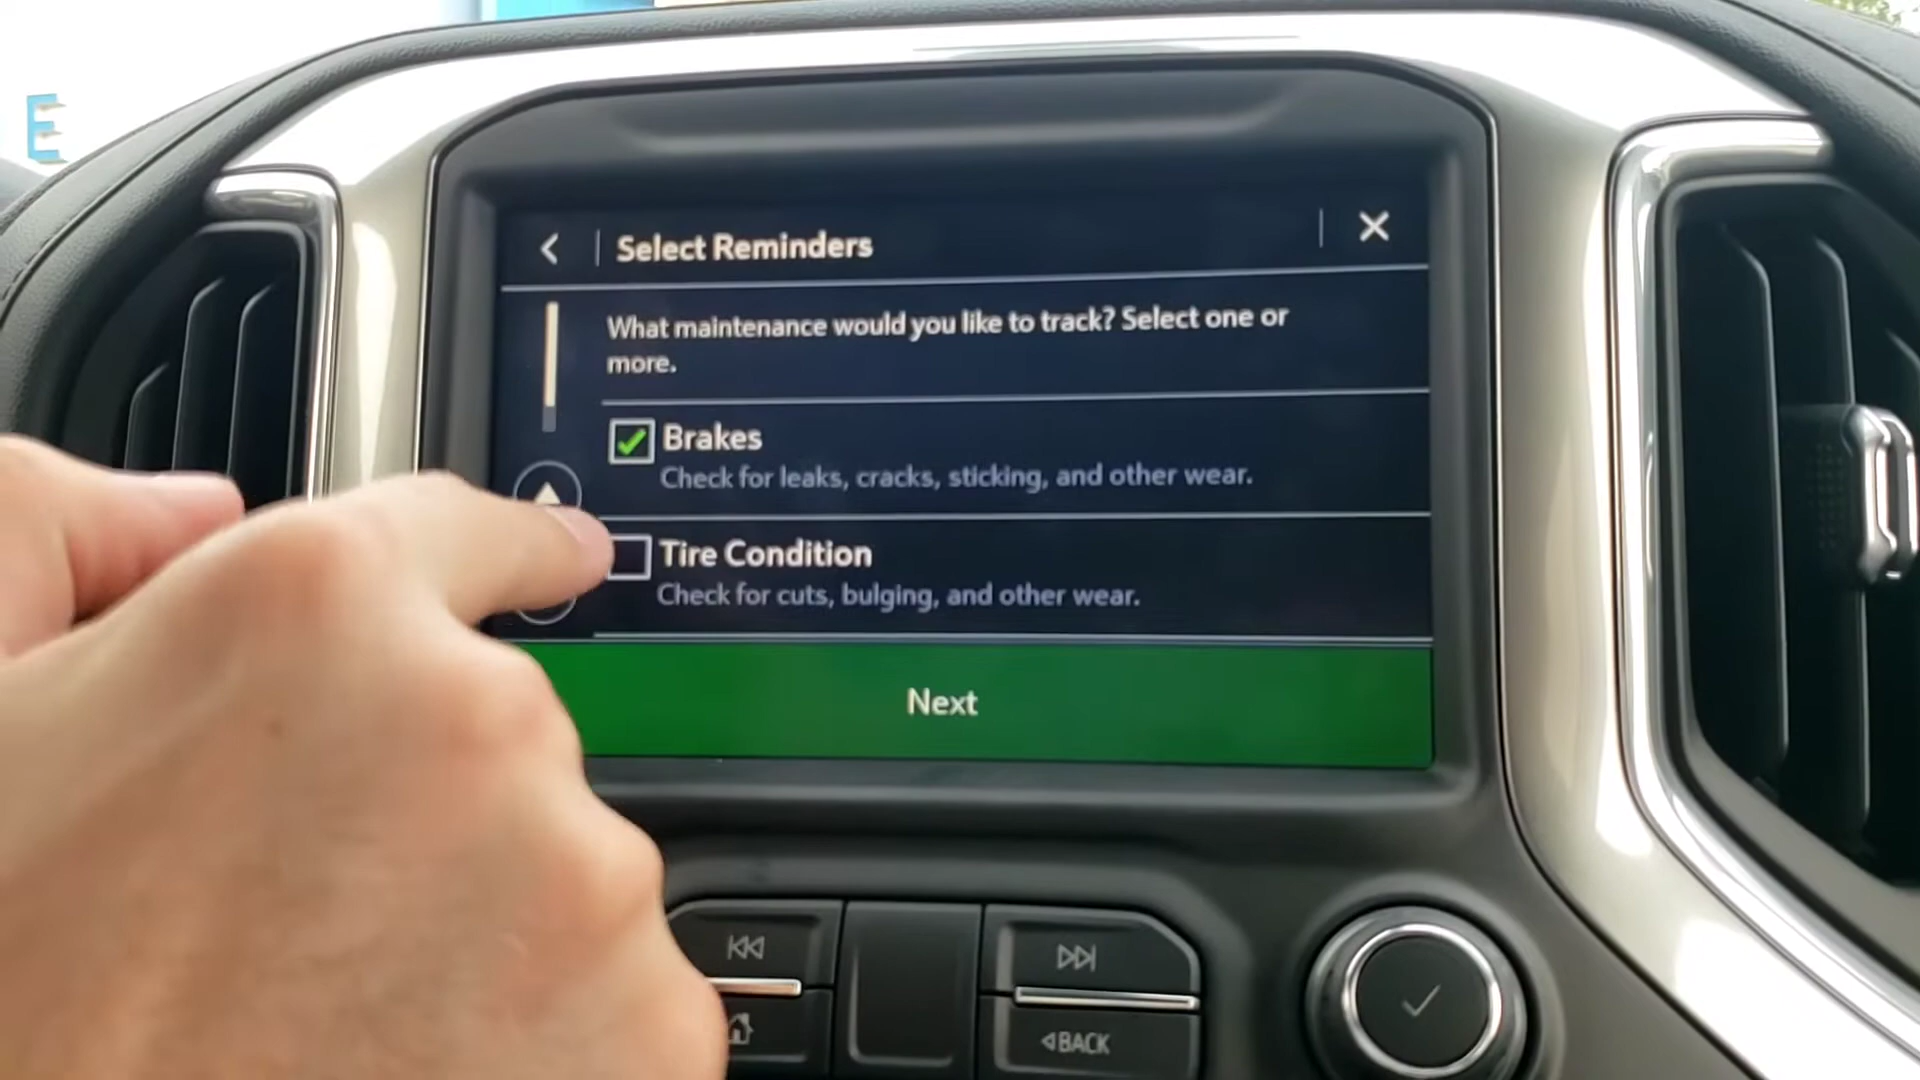 E
Select Reminders
What maintenance would you like to track? Select one or
more.
Brakes
Check for leaks, cracks, sticking, and other wear.
Tire Condition
Check for cuts, bulging, and other wear.
Next
BACK